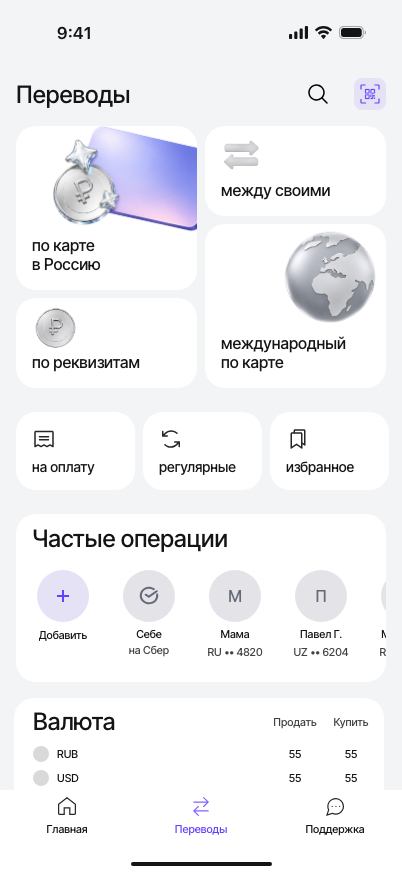 9:41
Переводы
по карте
в Россию
между своими
международный
по карте
по реквизитам
на оплату
регулярные
избранное
Частые операции
Добавить
Себе
на Сбер
М
Мама
RU •• 4820
П
Павел Г.
UZ •• 6204
Валюта
Продать
Купить
RUB 55 55
USD 55 55
Главная
Переводы
Поддержка